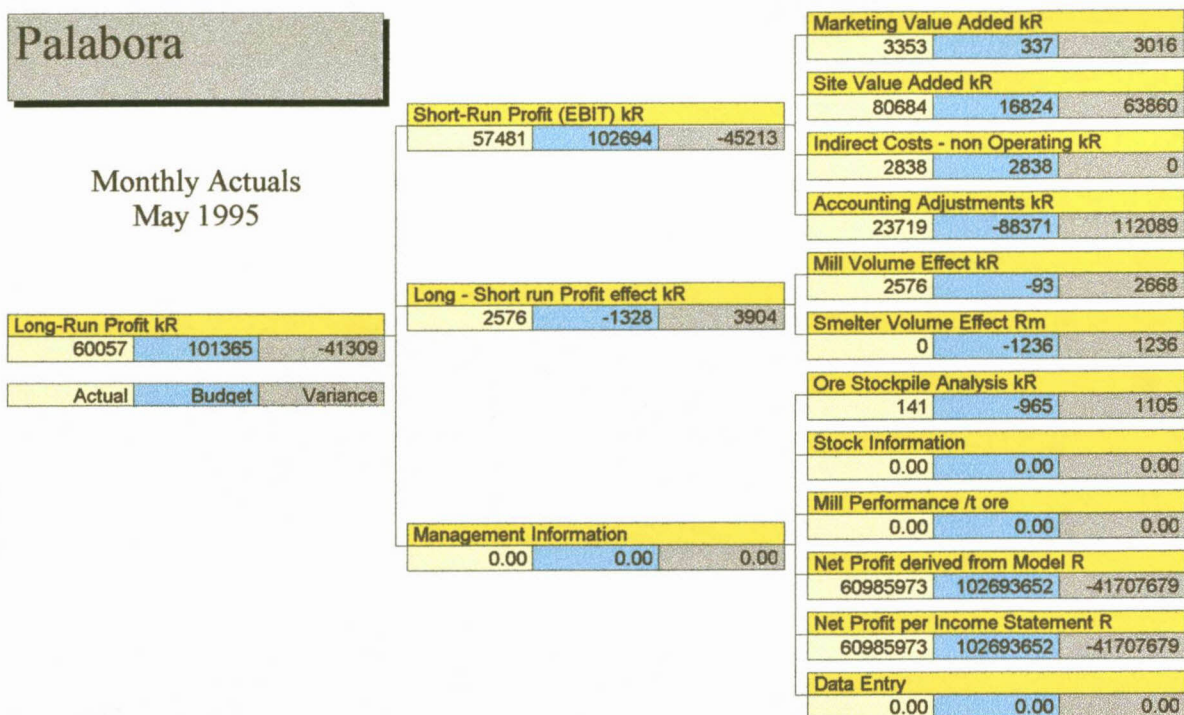 Palabora
Monthly Actuals
May 1995
Long-Run Profit kR
60057 101365 -41309
Actual Budget Variance
Short-Run Profit (EBIT) kR
57481 102694 -45213
Long - Short run Profit effect kR
2576 -1328 3904
Management Information
0.00 0.00 0.00
Marketing Value Added kR
3353 337 3016
Site Value Added kR
80684 16824 63860
Indirect Costs - non Operating kR
2838 2838 0
Accounting Adjustments kR
23719 -88371 112089
Mill Volume Effect kR
2576 -93 2668
Smelter Volume Effect Rm
0 -1236 1236
Ore Stockpile Analysis kR
141 -965 1105
Stock Information
0.00 0.00 0.00
Mill Performance /t ore
0.00 0.00 0.00
Net Profit derived from Model R
60985973 102693652 -41707679
Net Profit per Income Statement R
60985973 102693652 -41707679
Data Entry
0.00 0.00 0.00